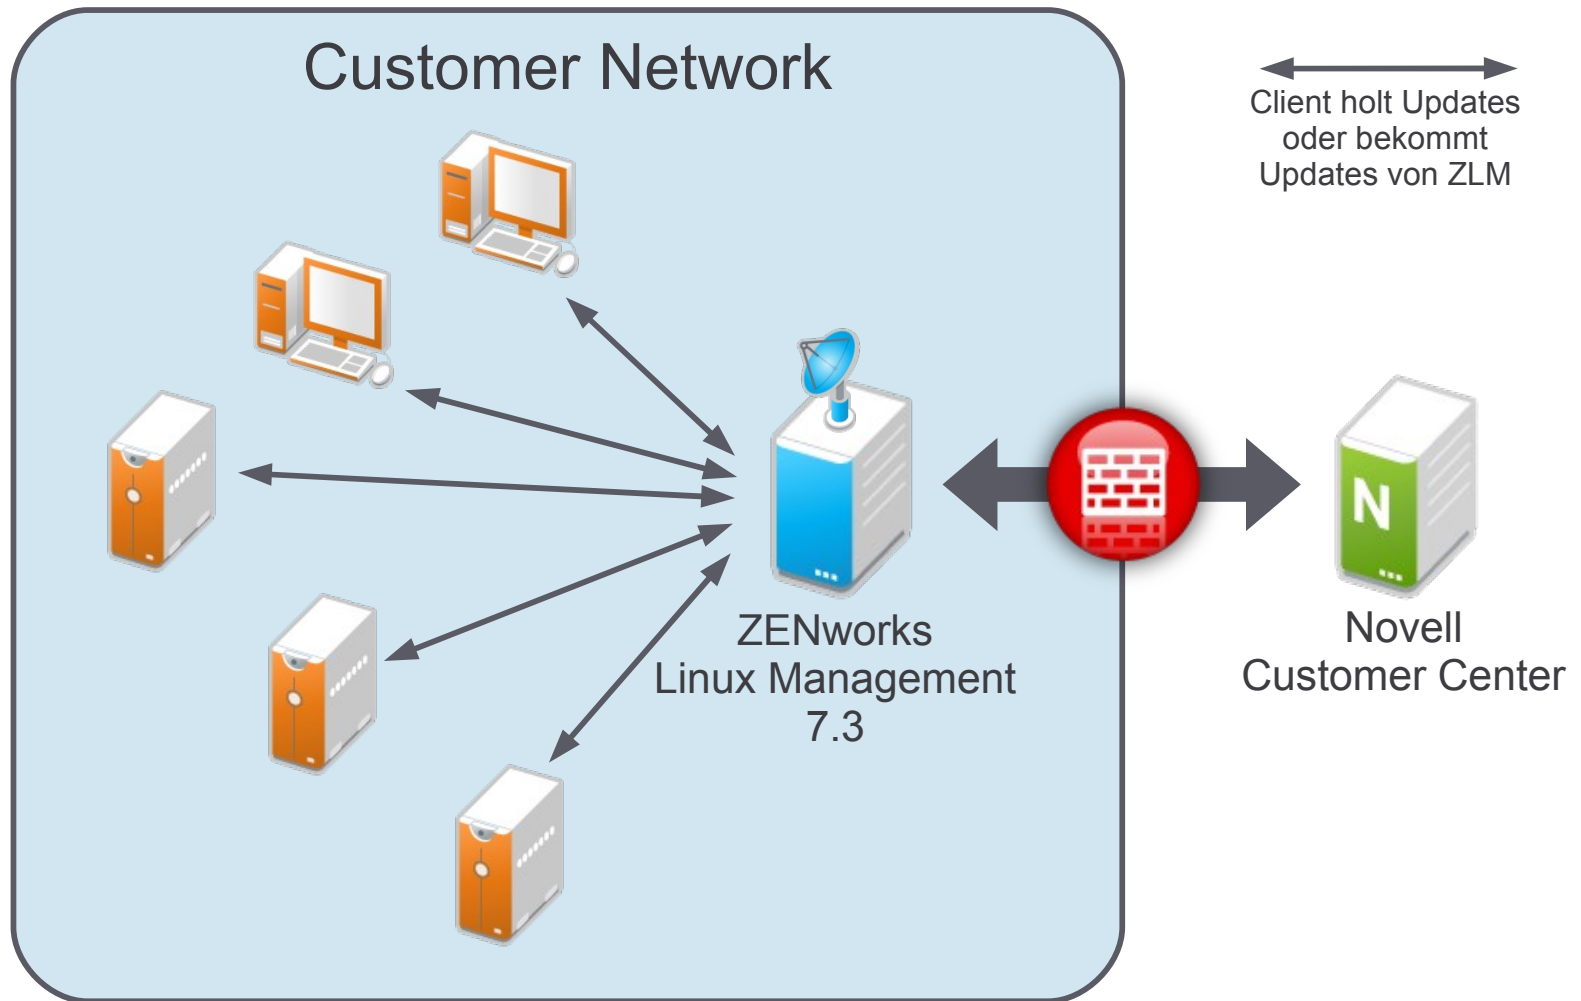 Customer Network
Client holt Updates
oder bekommt
Updates von ZLM
ZENworks
Linux Management
7.3
N
Novell
Customer Center